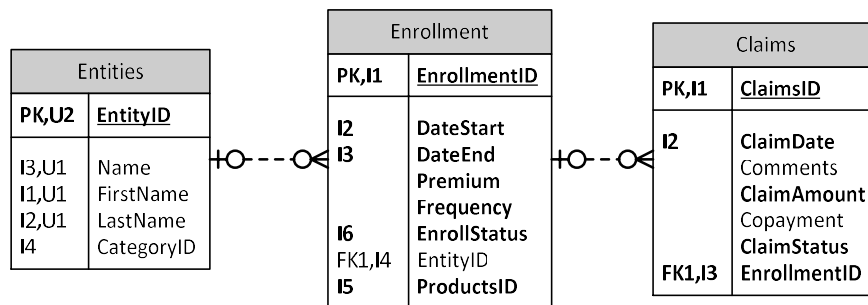 Entities
PK,U2 EntityID
I3,U1 Name
I1,U1 FirstName
I2,U1 LastName
I4 CategoryID
Enrollment
PK,I1 EnrollmentID
I2 DateStart
I3 DateEnd
Premium
Frequency
I6 EnrollStatus
FK1,I4 EntityID
I5 ProductsID
Claims
PK,I1 ClaimsID
I2 ClaimDate
Comments
ClaimAmount
Copayment
ClaimStatus
FK1,I3 EnrollmentID